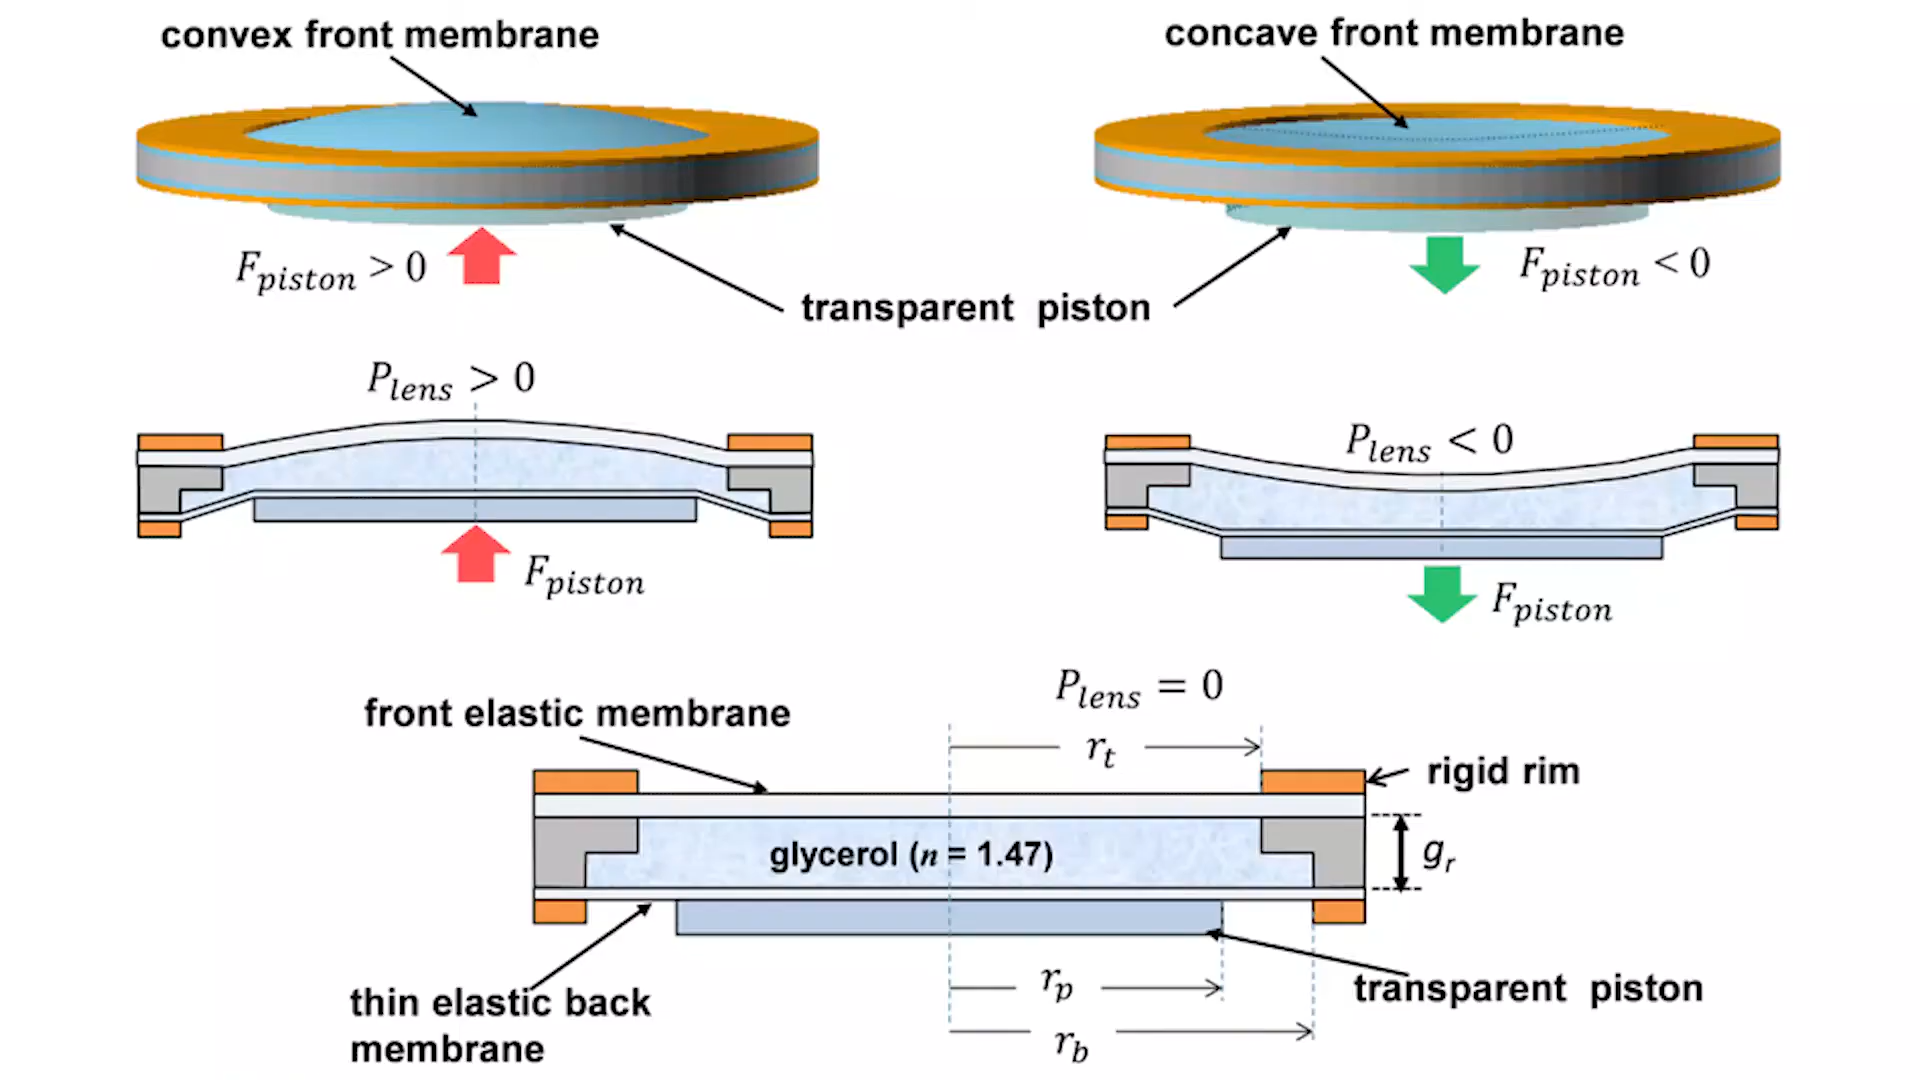 convex front membrane
concave front membrane
F_piston > 0
F_piston < 0
transparent piston
P_lens > 0
P_lens < 0
F_piston
F_piston
P_lens = 0
front elastic membrane
r_t
rigid rim
glycerol (n = 1.47)
g_r
r_p
transparent piston
thin elastic back
membrane
r_b